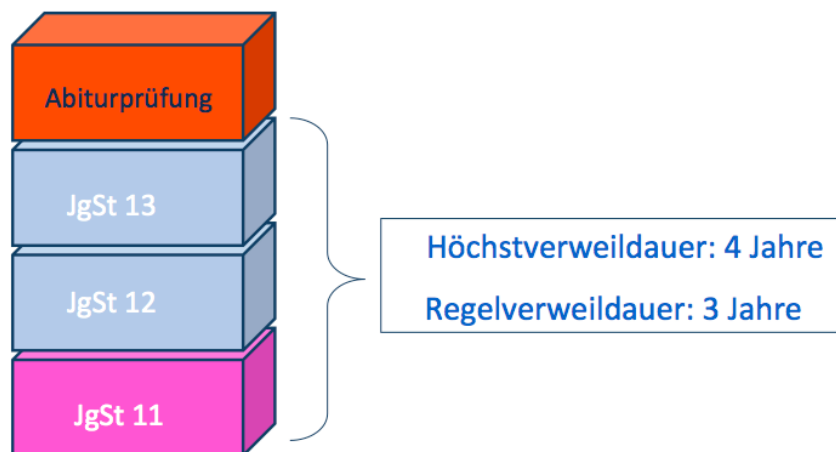 Abiturprüfung
JgSt 13
JgSt 12
JgSt 11
Höchstverweildauer: 4 Jahre
Regelverweildauer: 3 Jahre